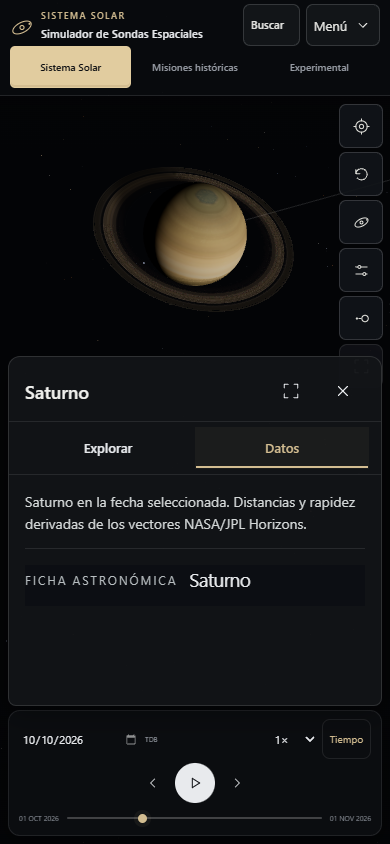 SISTEMA SOLAR
Simulador de Sondas Espaciales
Buscar
Menú
Sistema Solar
Misiones históricas
Experimental
Saturno
Explorar
Datos
Saturno en la fecha seleccionada. Distancias y rapidez
derivadas de los vectores NASA/JPL Horizons.
FICHA ASTRONÓMICA Saturno
10/10/2026
TDB
1×
Tiempo
01 OCT 2026
01 NOV 2026